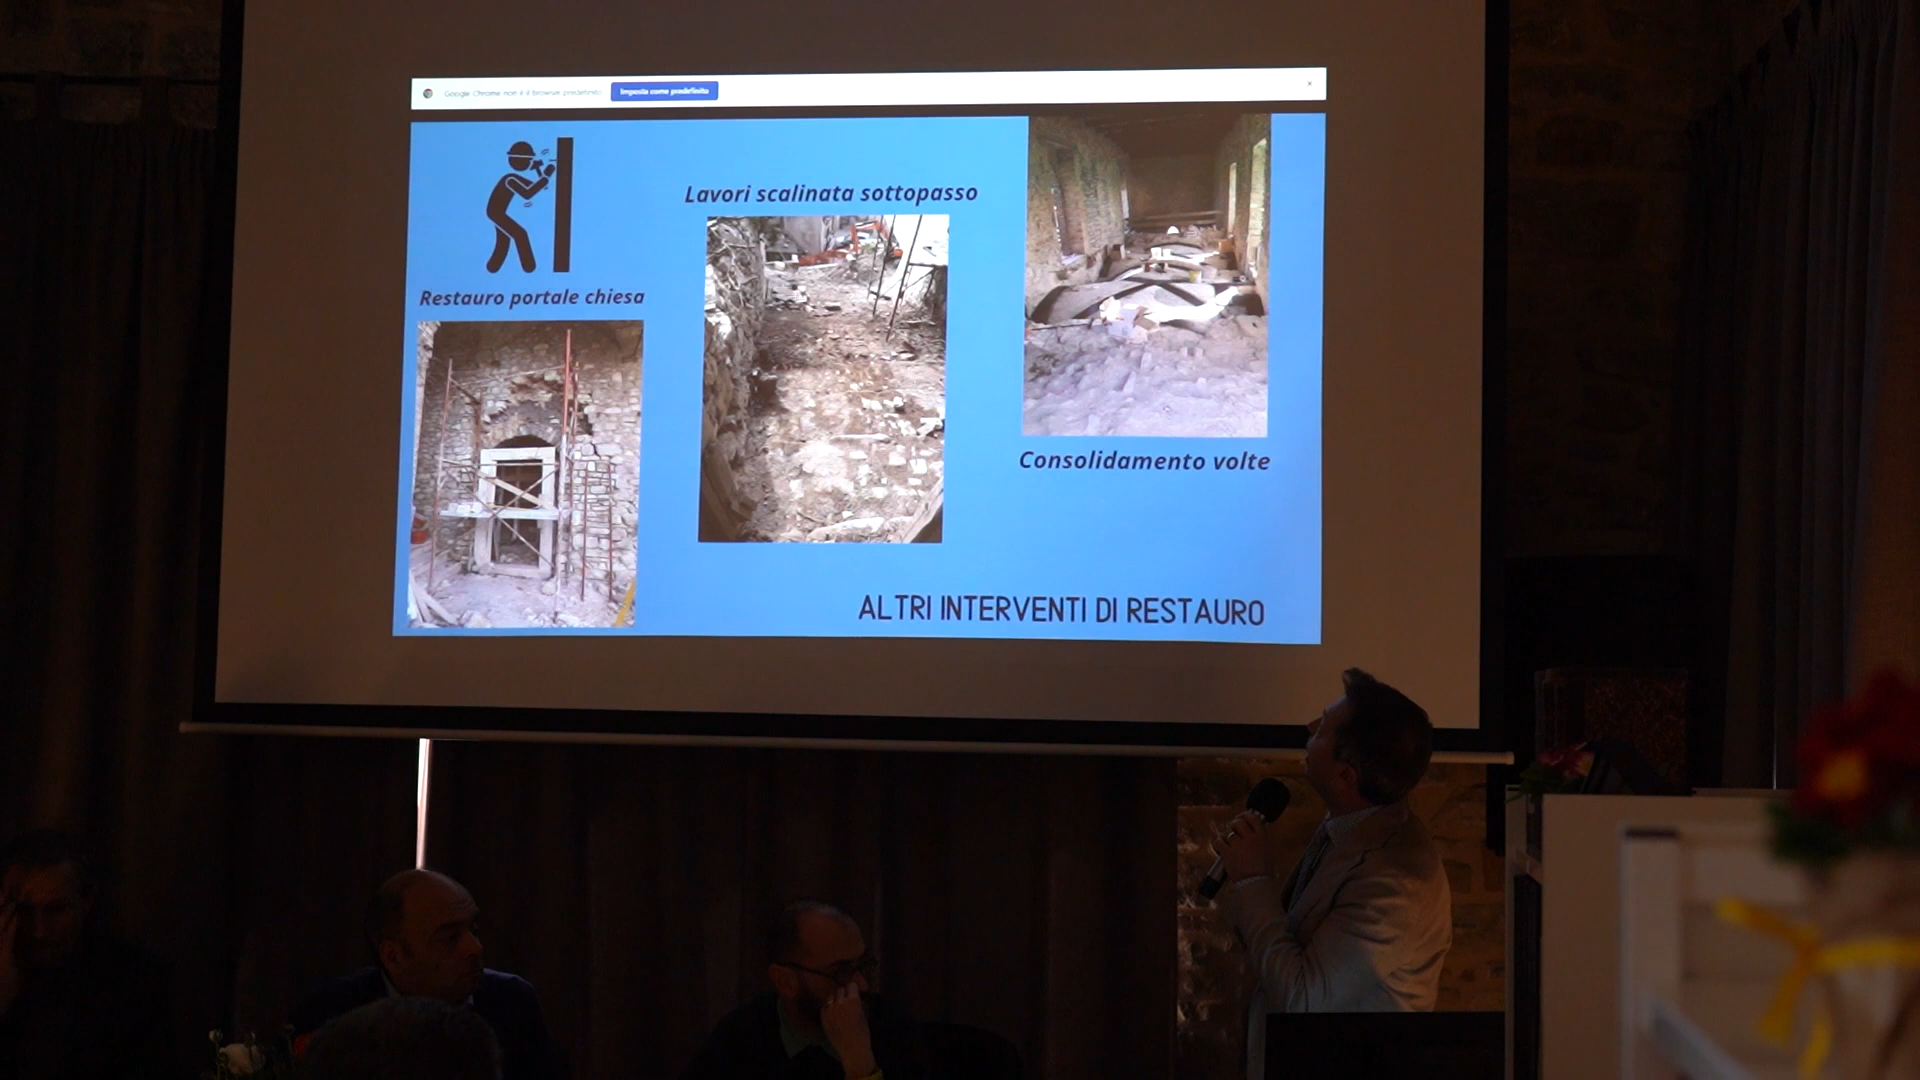 Google Chrome non è il browser predefinito
Imposta come predefinito
Lavori scalinata sottopasso
Restauro portale chiesa
Consolidamento volte
ALTRI INTERVENTI DI RESTAURO